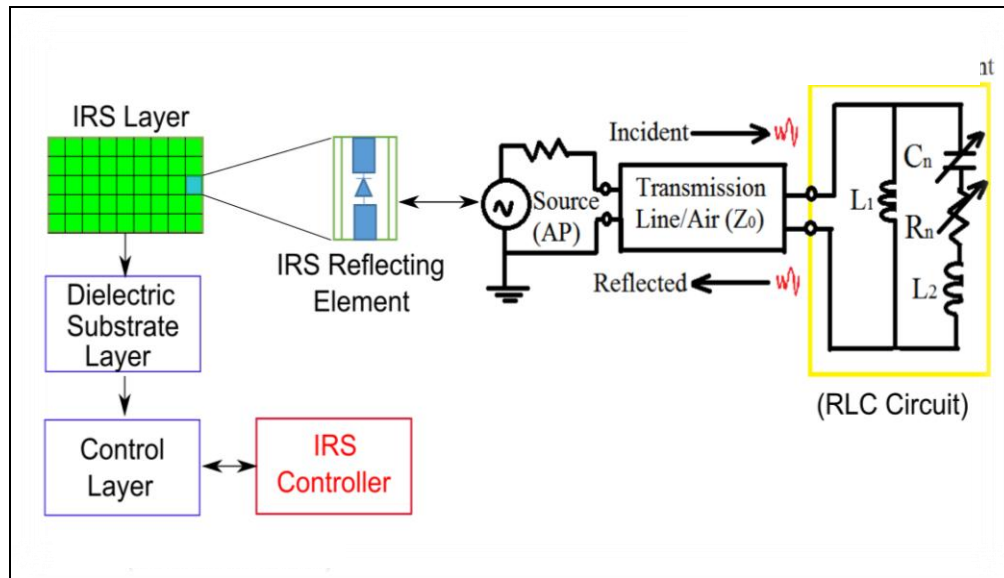 IRS Layer
IRS Reflecting
Element
Dielectric
Substrate
Layer
Control
Layer
IRS
Controller
Source
(AP)
Incident
Transmission
Line/Air (Z₀)
Reflected
L₁
Cₙ
Rₙ
L₂
nt
(RLC Circuit)